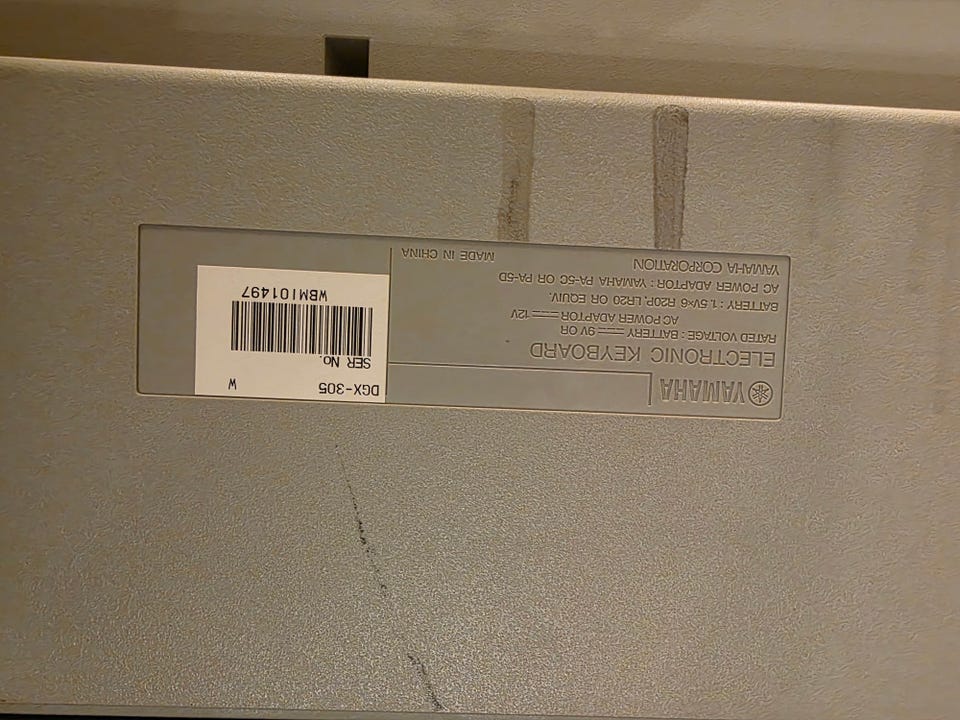 YAMAHA
ELECTRONIC KEYBOARD
RATED VOLTAGE : BATTERY ⎓ 9V OR
AC POWER ADAPTOR ⎓ 12V
BATTERY : 1.5V×6 R20P, LR20 OR EQUIV.
AC POWER ADAPTOR : YAMAHA PA-5C OR PA-5D
YAMAHA CORPORATION MADE IN CHINA
DGX-305 W
SER No.
WBMI01497